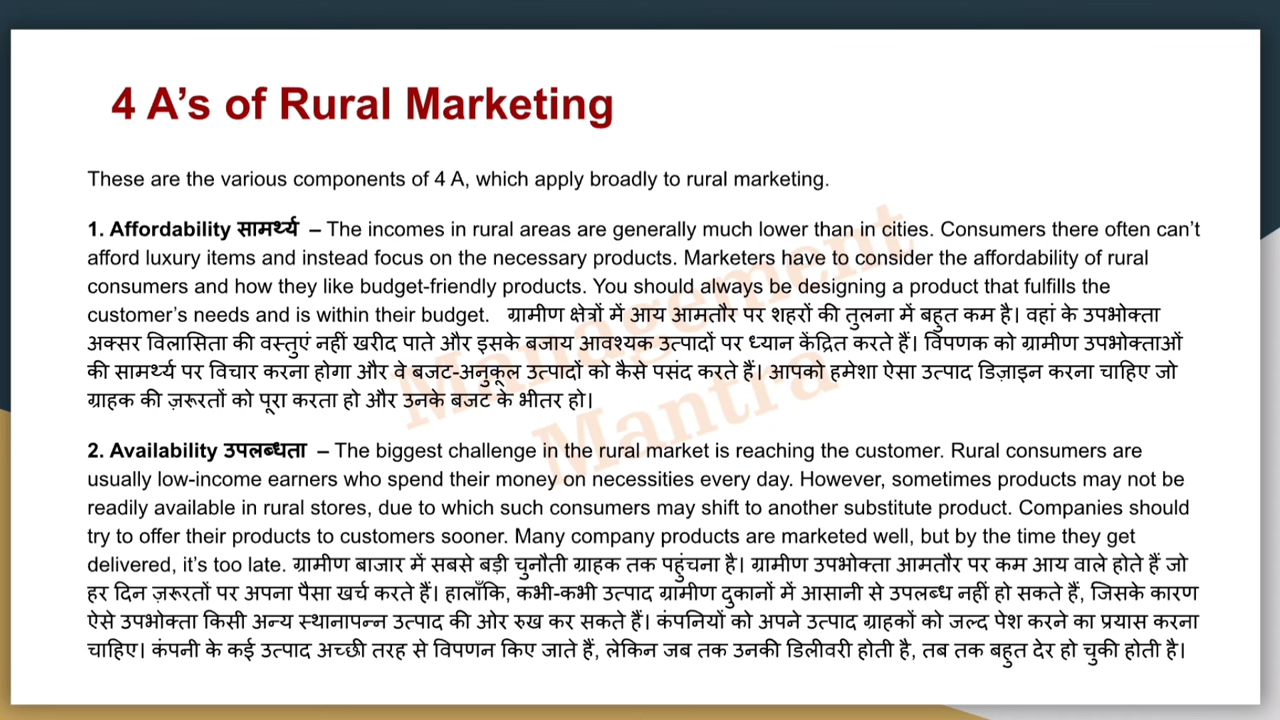 4 A’s of Rural Marketing
These are the various components of 4 A, which apply broadly to rural marketing.
1. Affordability सामर्थ्य – The incomes in rural areas are generally much lower than in cities. Consumers there often can’t
afford luxury items and instead focus on the necessary products. Marketers have to consider the affordability of rural
consumers and how they like budget-friendly products. You should always be designing a product that fulfills the
customer’s needs and is within their budget. ग्रामीण क्षेत्रों में आय आमतौर पर शहरों की तुलना में बहुत कम है। वहां के उपभोक्ता
अक्सर विलासिता की वस्तुएं नहीं खरीद पाते और इसके बजाय आवश्यक उत्पादों पर ध्यान केंद्रित करते हैं। विपणक को ग्रामीण उपभोक्ताओं
की सामर्थ्य पर विचार करना होगा और वे बजट-अनुकूल उत्पादों को कैसे पसंद करते हैं। आपको हमेशा ऐसा उत्पाद डिज़ाइन करना चाहिए जो
ग्राहक की ज़रूरतों को पूरा करता हो और उनके बजट के भीतर हो।
2. Availability उपलब्धता – The biggest challenge in the rural market is reaching the customer. Rural consumers are
usually low-income earners who spend their money on necessities every day. However, sometimes products may not be
readily available in rural stores, due to which such consumers may shift to another substitute product. Companies should
try to offer their products to customers sooner. Many company products are marketed well, but by the time they get
delivered, it’s too late. ग्रामीण बाजार में सबसे बड़ी चुनौती ग्राहक तक पहुंचना है। ग्रामीण उपभोक्ता आमतौर पर कम आय वाले होते हैं जो
हर दिन ज़रूरतों पर अपना पैसा खर्च करते हैं। हालाँकि, कभी-कभी उत्पाद ग्रामीण दुकानों में आसानी से उपलब्ध नहीं हो सकते हैं, जिसके कारण
ऐसे उपभोक्ता किसी अन्य स्थानापन्न उत्पाद की ओर रुख कर सकते हैं। कंपनियों को अपने उत्पाद ग्राहकों को जल्द पेश करने का प्रयास करना
चाहिए। कंपनी के कई उत्पाद अच्छी तरह से विपणन किए जाते हैं, लेकिन जब तक उनकी डिलीवरी होती है, तब तक बहुत देर हो चुकी होती है।
Management
Mantra